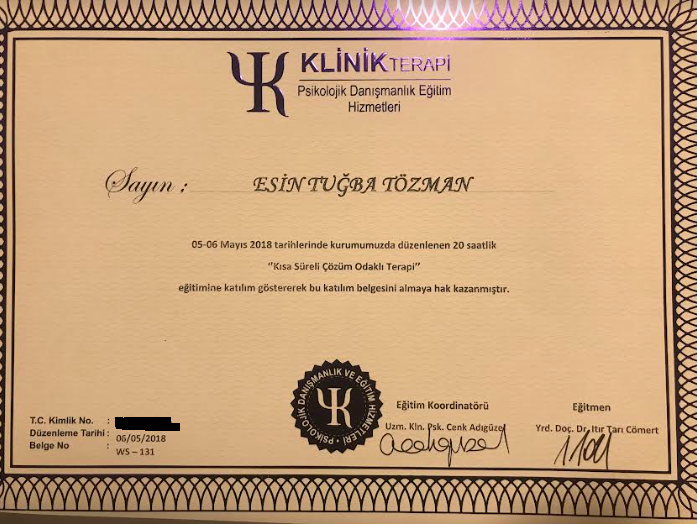 KLİNİK TERAPİ
Psikolojik Danışmanlık Eğitim
Hizmetleri
Sayın : ESİN TUĞBA TÖZMAN
05-06 Mayıs 2018 tarihlerinde kurumumuzda düzenlenen 20 saatlik
"Kısa Süreli Çözüm Odaklı Terapi"
eğitimine katılım göstererek bu katılım belgesini almaya hak kazanmıştır.
PSİKOLOJİK DANIŞMANLIK VE EĞİTİM HİZMETLERİ
T.C. Kimlik No. :
Düzenleme Tarihi : 06/05/2018
Belge No : WS – 131
Eğitim Koordinatörü
Uzm. Kln. Psk. Cenk Adıgüzel
Eğitmen
Yrd. Doç. Dr. Itır Tarı Cömert